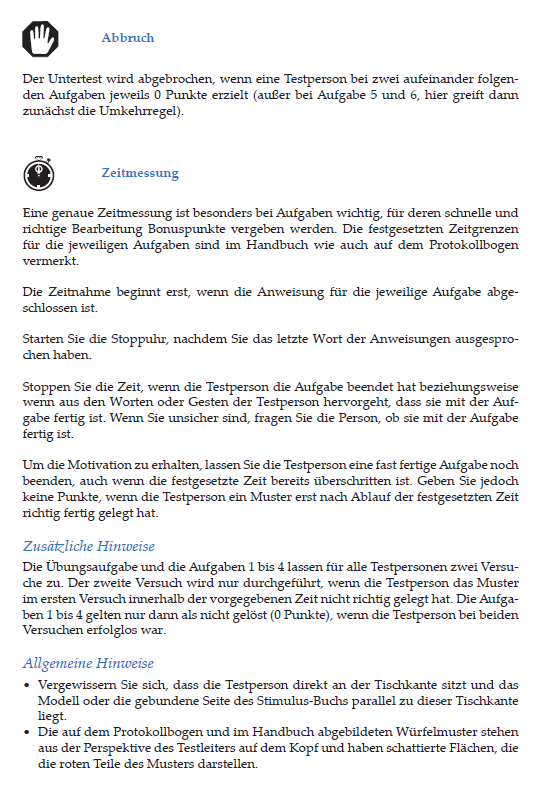 Abbruch
Der Untertest wird abgebrochen, wenn eine Testperson bei zwei aufeinander folgen-
den Aufgaben jeweils 0 Punkte erzielt (außer bei Aufgabe 5 und 6, hier greift dann
zunächst die Umkehrregel).
Zeitmessung
Eine genaue Zeitmessung ist besonders bei Aufgaben wichtig, für deren schnelle und
richtige Bearbeitung Bonuspunkte vergeben werden. Die festgesetzten Zeitgrenzen
für die jeweiligen Aufgaben sind im Handbuch wie auch auf dem Protokollbogen
vermerkt.
Die Zeitnahme beginnt erst, wenn die Anweisung für die jeweilige Aufgabe abge-
schlossen ist.
Starten Sie die Stoppuhr, nachdem Sie das letzte Wort der Anweisungen ausgespro-
chen haben.
Stoppen Sie die Zeit, wenn die Testperson die Aufgabe beendet hat beziehungsweise
wenn aus den Worten oder Gesten der Testperson hervorgeht, dass sie mit der Auf-
gabe fertig ist. Wenn Sie unsicher sind, fragen Sie die Person, ob sie mit der Aufgabe
fertig ist.
Um die Motivation zu erhalten, lassen Sie die Testperson eine fast fertige Aufgabe noch
beenden, auch wenn die festgesetzte Zeit bereits überschritten ist. Geben Sie jedoch
keine Punkte, wenn die Testperson ein Muster erst nach Ablauf der festgesetzten Zeit
richtig fertig gelegt hat.
Zusätzliche Hinweise
Die Übungsaufgabe und die Aufgaben 1 bis 4 lassen für alle Testpersonen zwei Versu-
che zu. Der zweite Versuch wird nur durchgeführt, wenn die Testperson das Muster
im ersten Versuch innerhalb der vorgegebenen Zeit nicht richtig gelegt hat. Die Aufga-
ben 1 bis 4 gelten nur dann als nicht gelöst (0 Punkte), wenn die Testperson bei beiden
Versuchen erfolglos war.
Allgemeine Hinweise
• Vergewissern Sie sich, dass die Testperson direkt an der Tischkante sitzt und das
Modell oder die gebundene Seite des Stimulus-Buchs parallel zu dieser Tischkante
liegt.
• Die auf dem Protokollbogen und im Handbuch abgebildeten Würfelmuster stehen
aus der Perspektive des Testleiters auf dem Kopf und haben schattierte Flächen, die
die roten Teile des Musters darstellen.